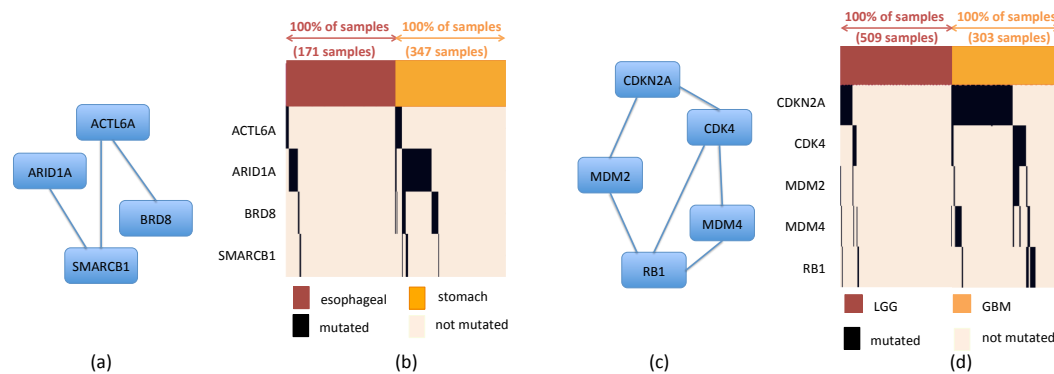 ACTL6A
ARID1A
BRD8
SMARCB1
(a)
100% of samples 100% of samples
(171 samples) (347 samples)
ACTL6A
ARID1A
BRD8
SMARCB1
esophageal stomach
mutated not mutated
(b)
CDKN2A
CDK4
MDM2
MDM4
RB1
(c)
100% of samples 100% of samples
(509 samples) (303 samples)
CDKN2A
CDK4
MDM2
MDM4
RB1
LGG GBM
mutated not mutated
(d)